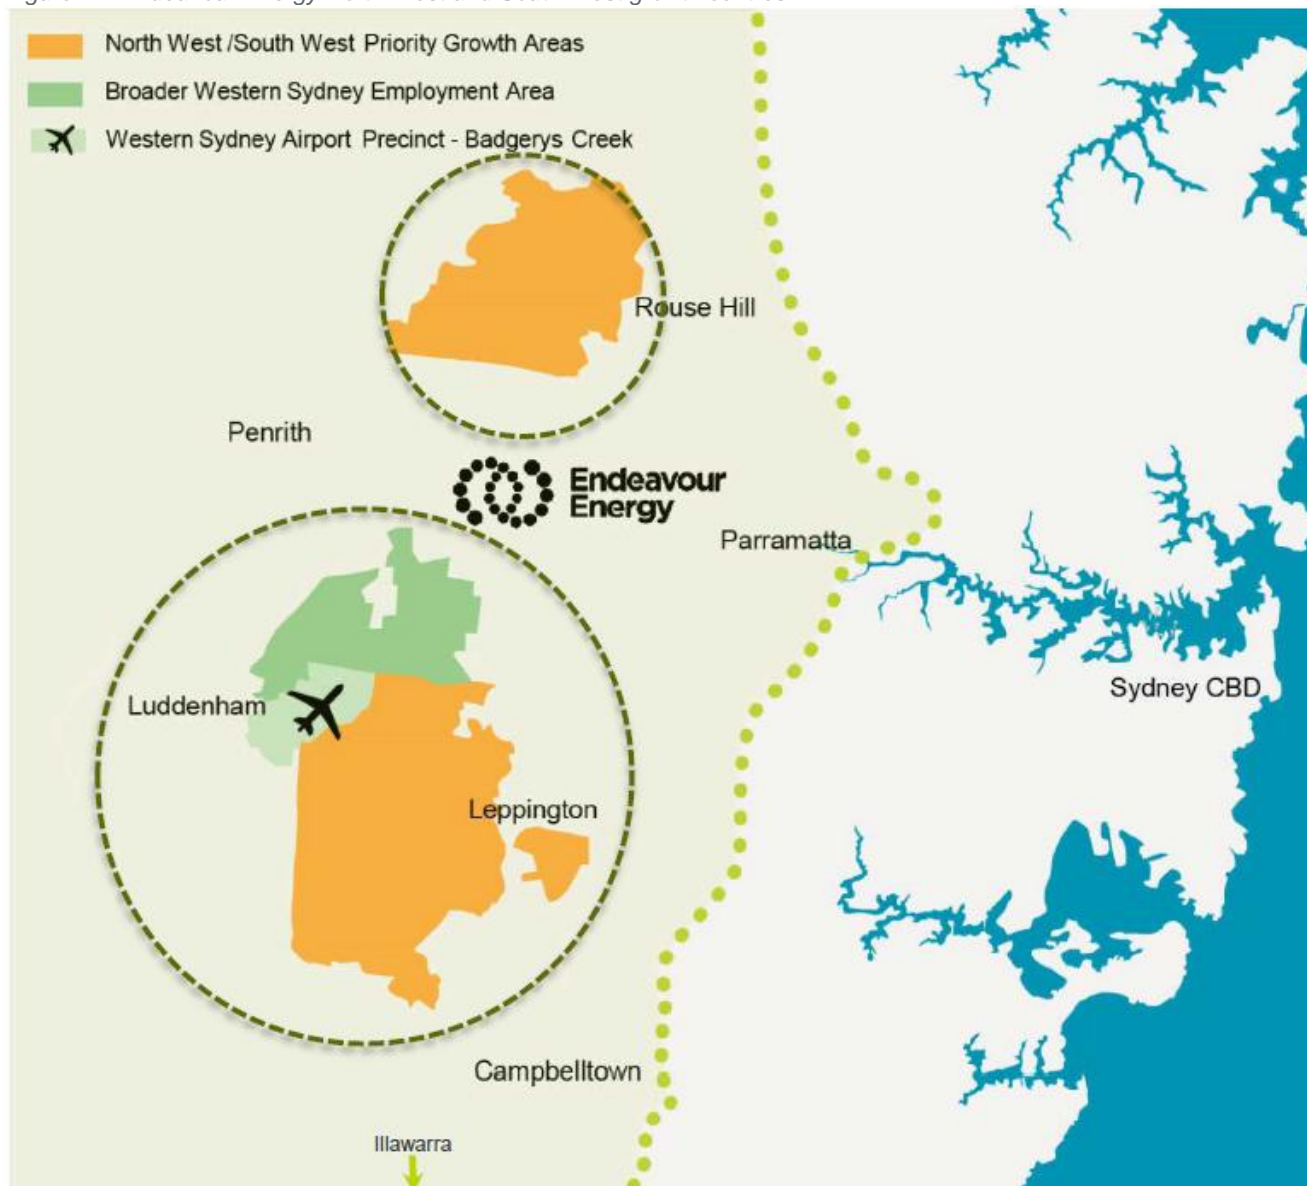 North West /South West Priority Growth Areas
Broader Western Sydney Employment Area
Western Sydney Airport Precinct - Badgerys Creek
Rouse Hill
Penrith
Endeavour
Energy
Parramatta
Luddenham
Sydney CBD
Leppington
Campbelltown
Illawarra